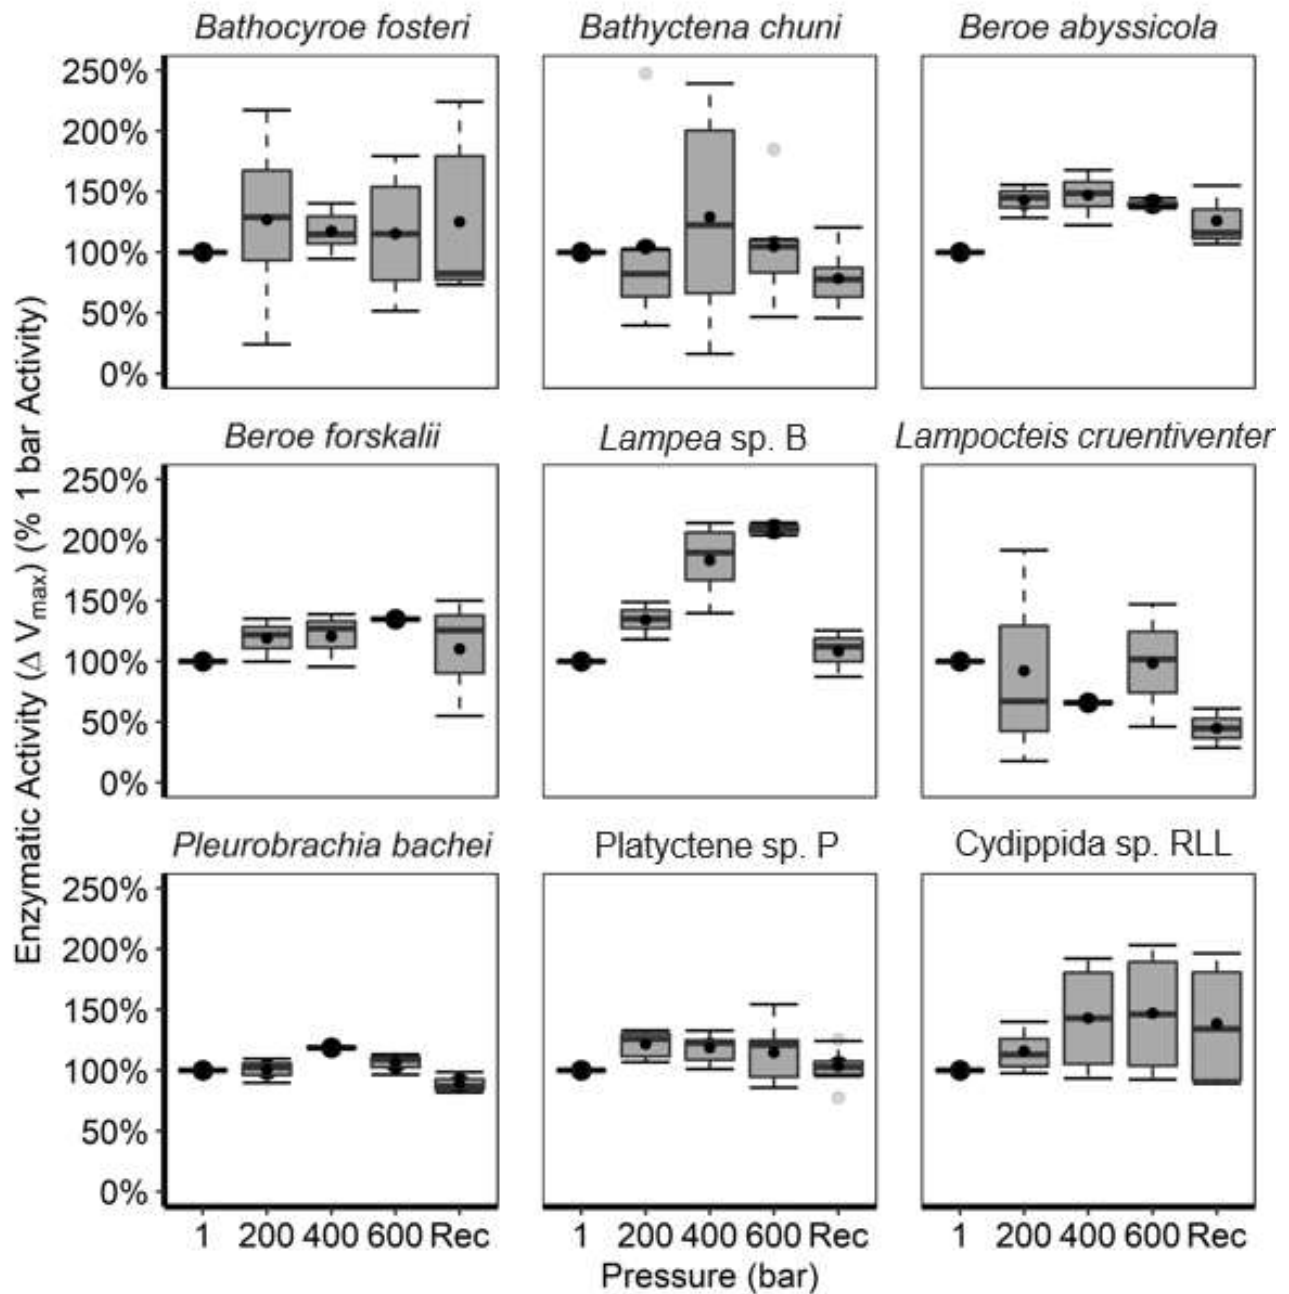 Bathocyroe fosteri
Bathyctena chuni
Beroe abyssicola
250%
200%
150%
100%
50%
0%
Beroe forskalii
Lampea sp. B
Lampocteis cruentiventer
250%
200%
150%
100%
50%
0%
Pleurobrachia bachei
Platyctene sp. P
Cydippida sp. RLL
250%
200%
150%
100%
50%
0%
Enzymatic Activity (Δ Vmax) (% 1 bar Activity)
1 200 400 600 Rec
1 200 400 600 Rec
1 200 400 600 Rec
Pressure (bar)